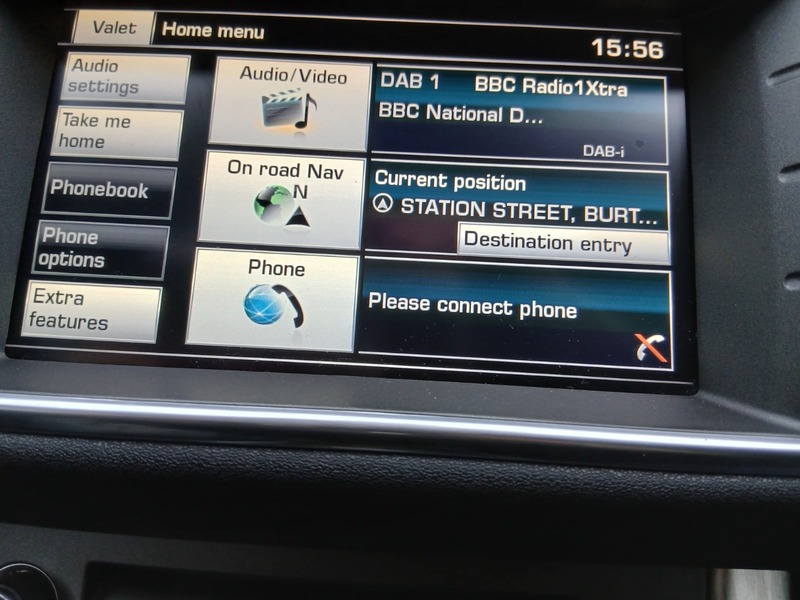 Valet
Home menu
15:56
Audio
settings
Take me
home
Phonebook
Phone
options
Extra
features
Audio/Video
On road Nav
N
Phone
DAB 1 BBC Radio1Xtra
BBC National D...
DAB-i
Current position
STATION STREET, BURT...
Destination entry
Please connect phone